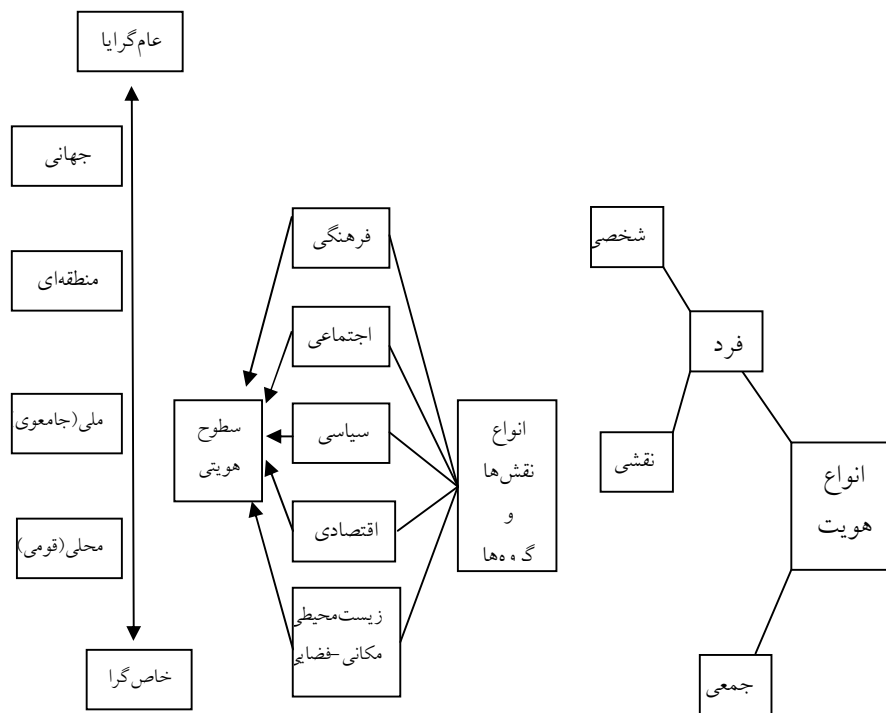 انواع
هویت
فرد
شخصی
نقشی
جمعی
انواع
نقش‌ها
و
گروه‌ها
فرهنگی
اجتماعی
سیاسی
اقتصادی
زیست‌محیطی
مکانی-فضایی
سطوح
هویتی
عام‌گرایا
جهانی
منطقه‌ای
ملی(جامعوی
محلی(قومی)
خاص‌گرا